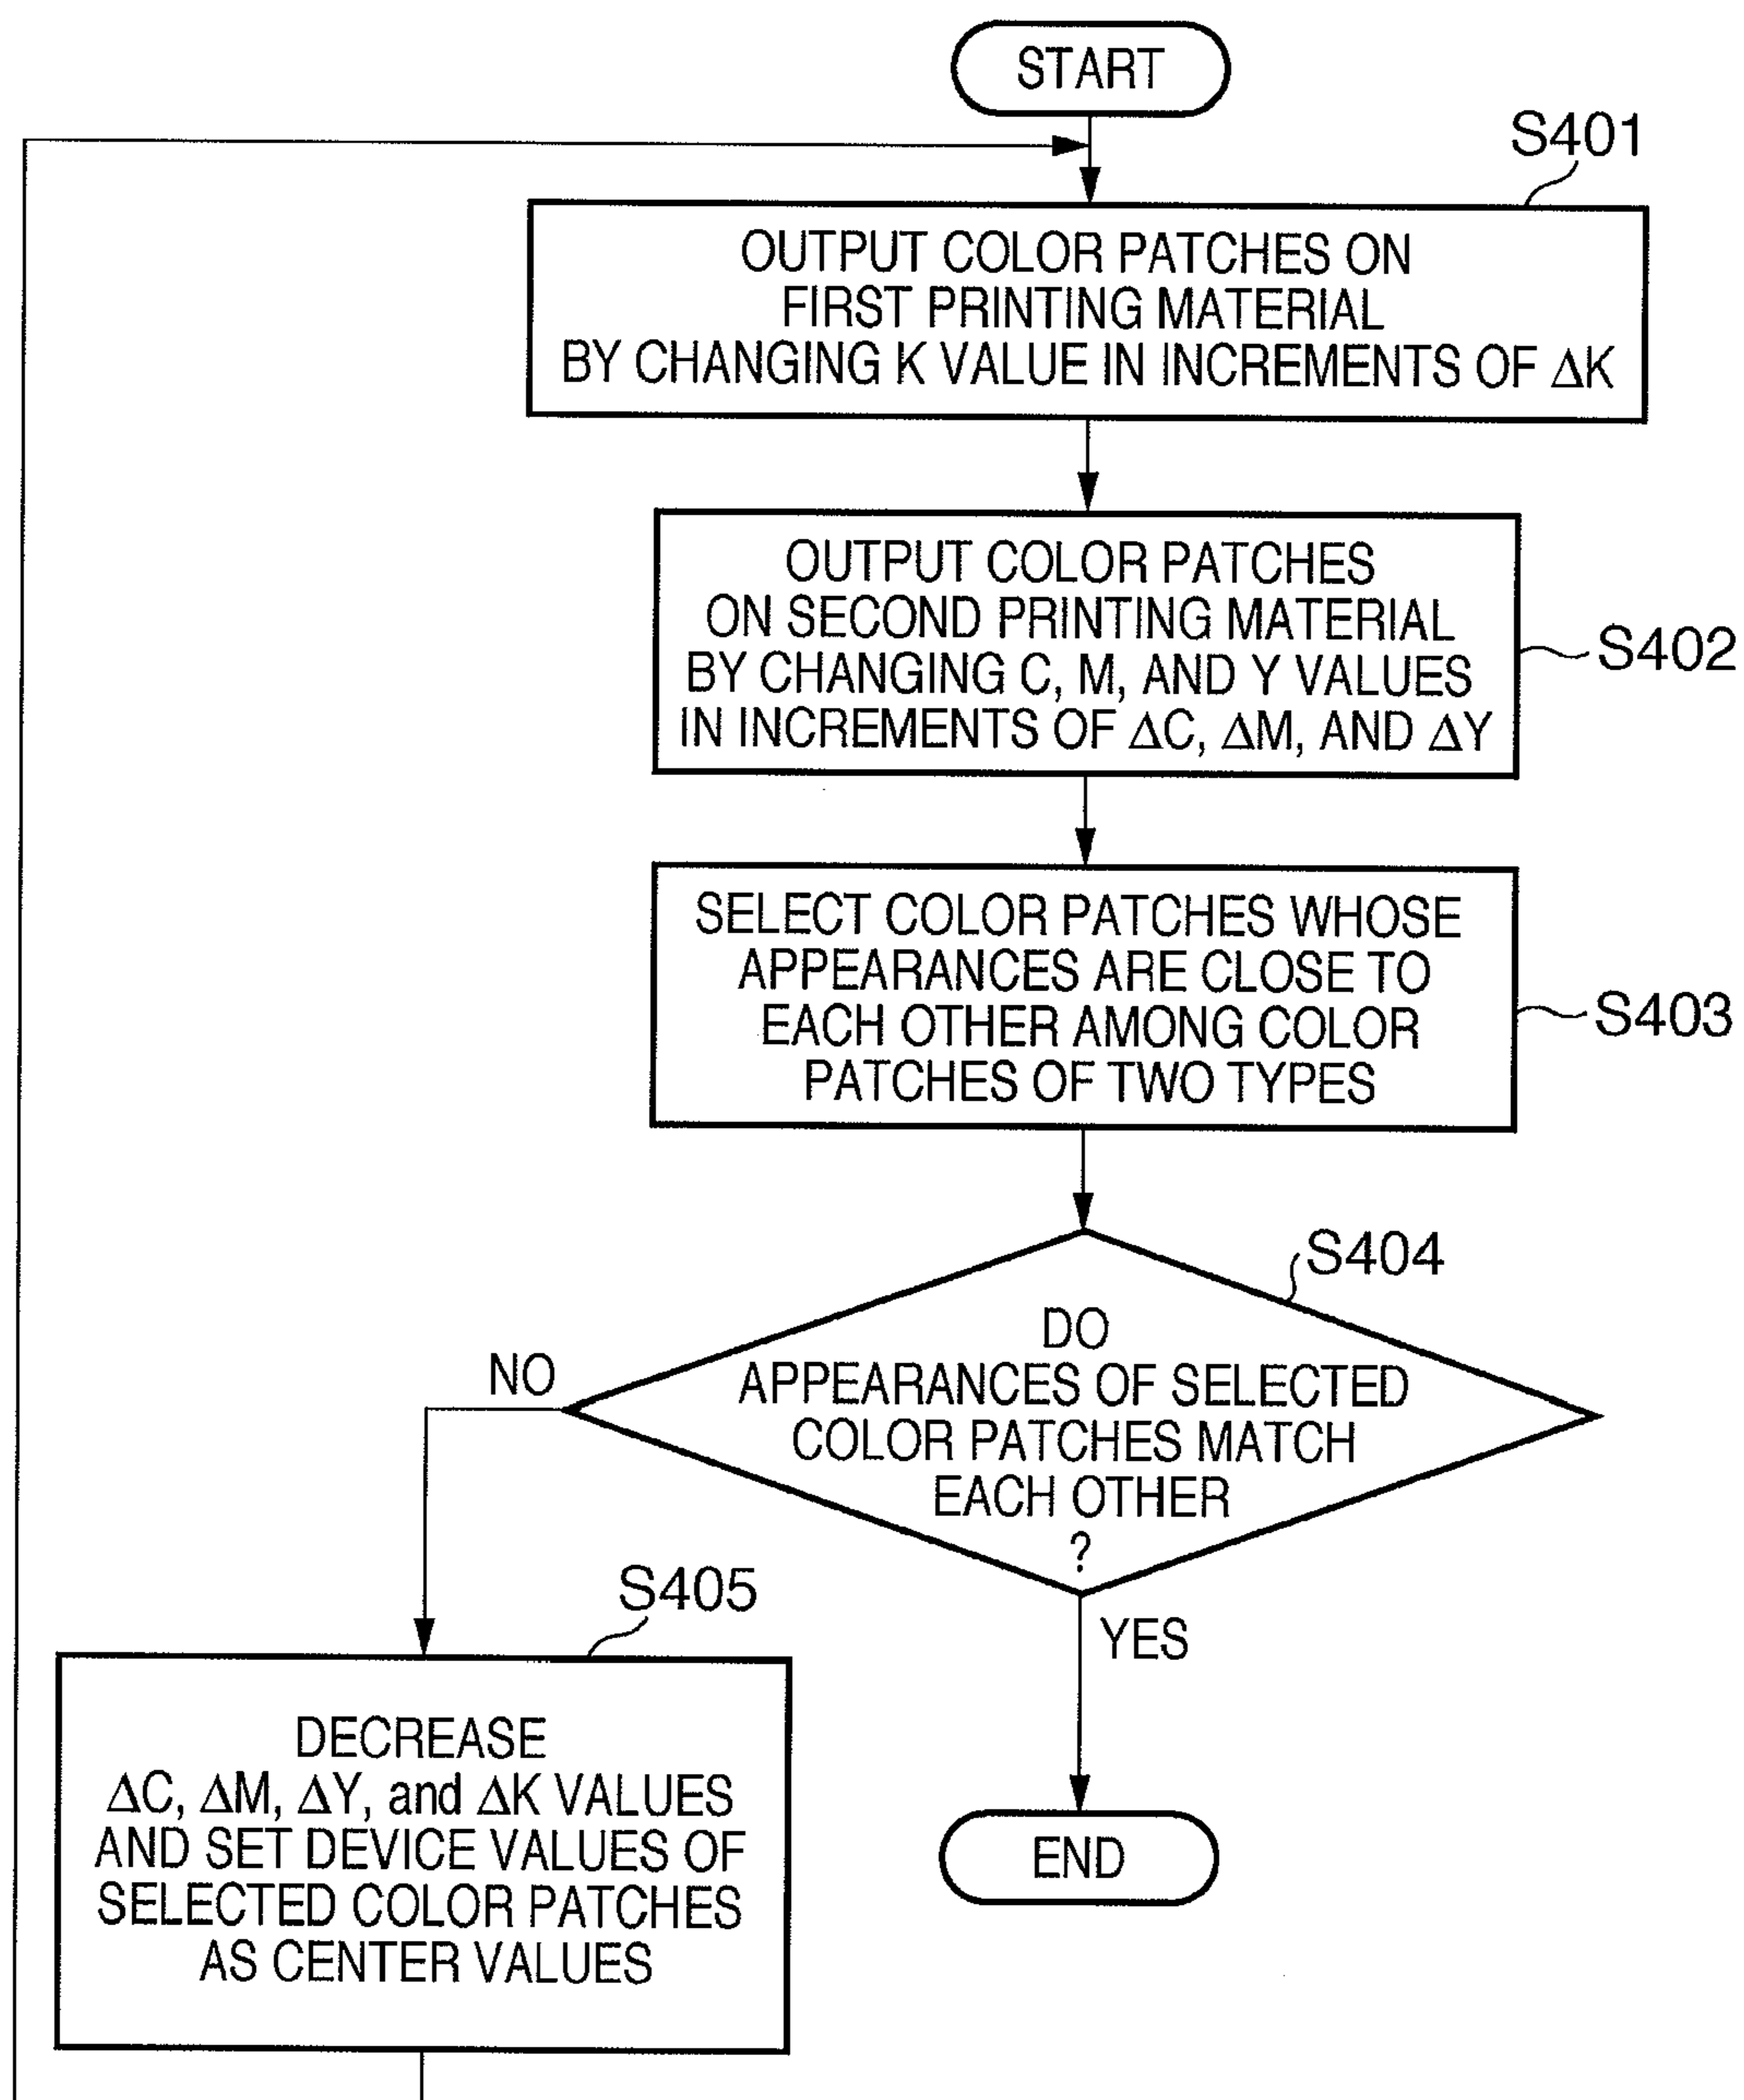 START
S401
OUTPUT COLOR PATCHES ON
FIRST PRINTING MATERIAL
BY CHANGING K VALUE IN INCREMENTS OF ΔK
OUTPUT COLOR PATCHES
ON SECOND PRINTING MATERIAL
BY CHANGING C, M, AND Y VALUES
IN INCREMENTS OF ΔC, ΔM, AND ΔY
S402
SELECT COLOR PATCHES WHOSE
APPEARANCES ARE CLOSE TO
EACH OTHER AMONG COLOR
PATCHES OF TWO TYPES
S403
S404
DO
APPEARANCES OF SELECTED
COLOR PATCHES MATCH
EACH OTHER
?
NO
YES
S405
DECREASE
ΔC, ΔM, ΔY, and ΔK VALUES
AND SET DEVICE VALUES OF
SELECTED COLOR PATCHES
AS CENTER VALUES
END